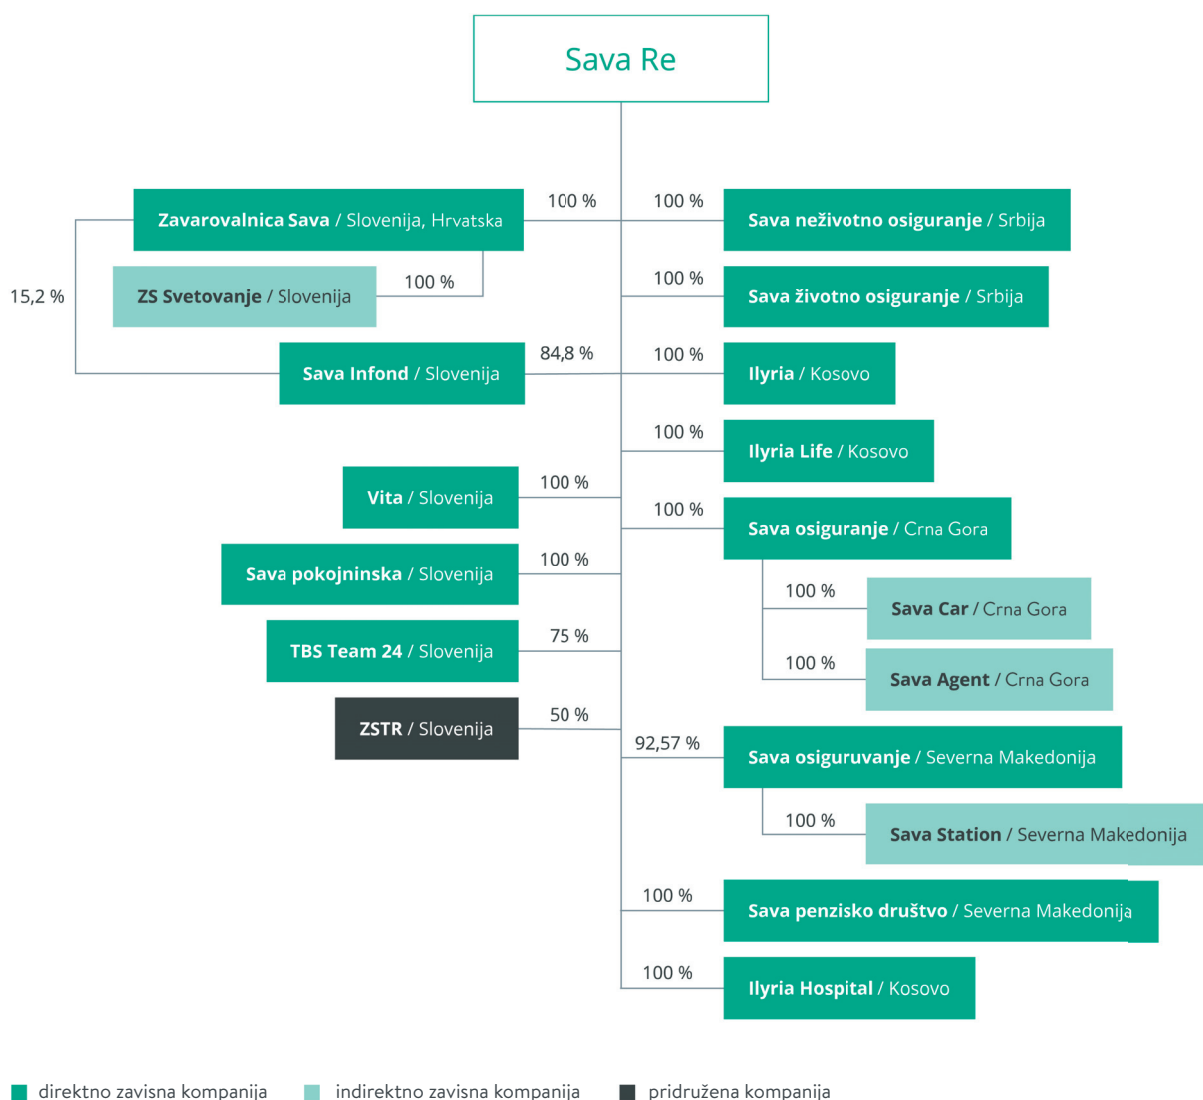 Sava Re
100 %
100 %
Zavarovalnica Sava / Slovenija, Hrvatska
Sava neživotno osiguranje / Srbija
15,2 %
ZS Svetovanje / Slovenija
100 %
100 %
Sava životno osiguranje / Srbija
Sava Infond / Slovenija
84,8 %
100 %
Ilyria / Kosovo
100 %
Ilyria Life / Kosovo
Vita / Slovenija
100 %
100 %
Sava osiguranje / Crna Gora
Sava pokojninska / Slovenija
100 %
100 %
Sava Car / Crna Gora
TBS Team 24 / Slovenija
75 %
100 %
Sava Agent / Crna Gora
ZSTR / Slovenija
50 %
92,57 %
Sava osiguruvanje / Severna Makedonija
100 %
Sava Station / Severna Makedonija
100 %
Sava penzisko društvo / Severna Makedonija
100 %
Ilyria Hospital / Kosovo
direktno zavisna kompanija
indirektno zavisna kompanija
pridružena kompanija